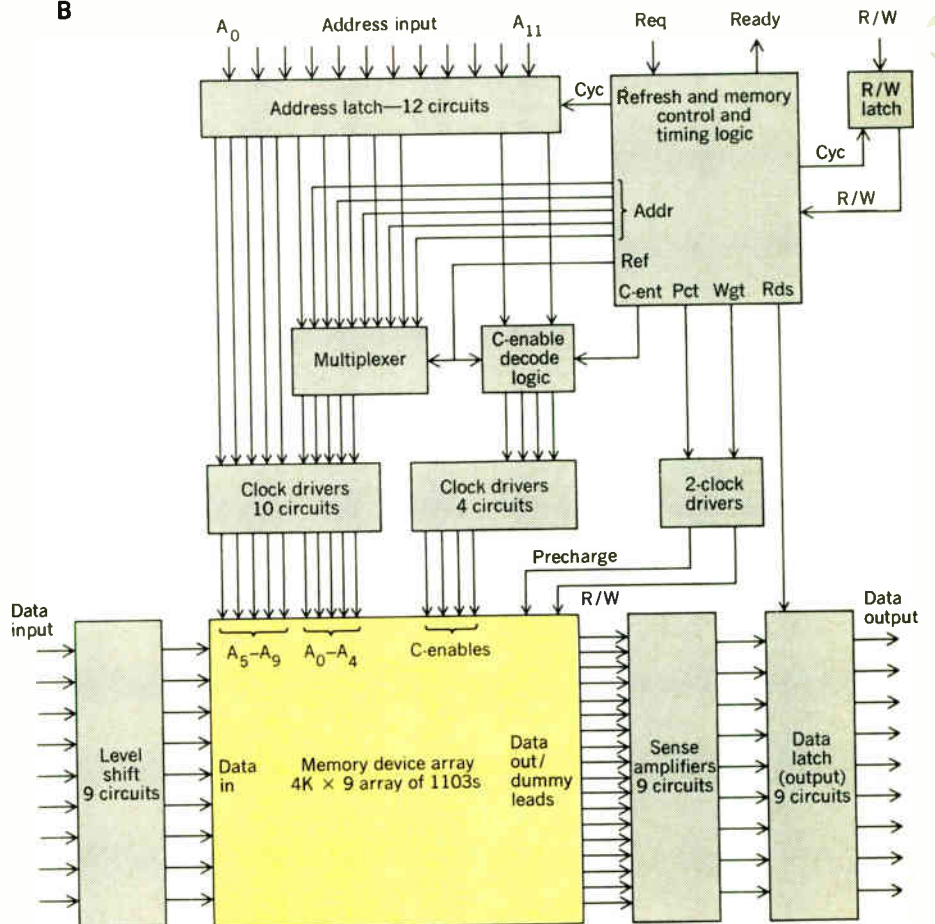 B
A0 Address input A11 Req Ready R/W
Address latch—12 circuits
Cyc
Refresh and memory
control and
timing logic
R/W
latch
Cyc
R/W
Addr
Ref
C-ent Pct Wgt Rds
Multiplexer
C-enable
decode
logic
Clock drivers
10 circuits
Clock drivers
4 circuits
2-clock
drivers
Precharge
R/W
Data
input
Data
output
A5–A9 A0–A4 C-enables
Level
shift
9 circuits
Data
in
Memory device array
4K × 9 array of 1103s
Data
out/
dummy
leads
Sense
amplifiers
9 circuits
Data
latch
(output)
9 circuits